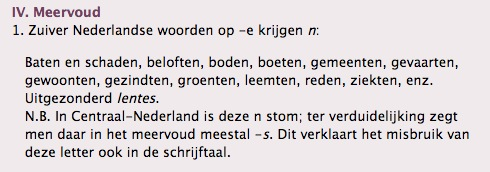 IV. Meervoud
1. Zuiver Nederlandse woorden op -e krijgen n:
Baten en schaden, beloften, boden, boeten, gemeenten, gevaarten,
gewoonten, gezindten, groenten, leemten, reden, ziekten, enz.
Uitgezonderd lentes.
N.B. In Centraal-Nederland is deze n stom; ter verduidelijking zegt
men daar in het meervoud meestal -s. Dit verklaart het misbruik van
deze letter ook in de schrijftaal.